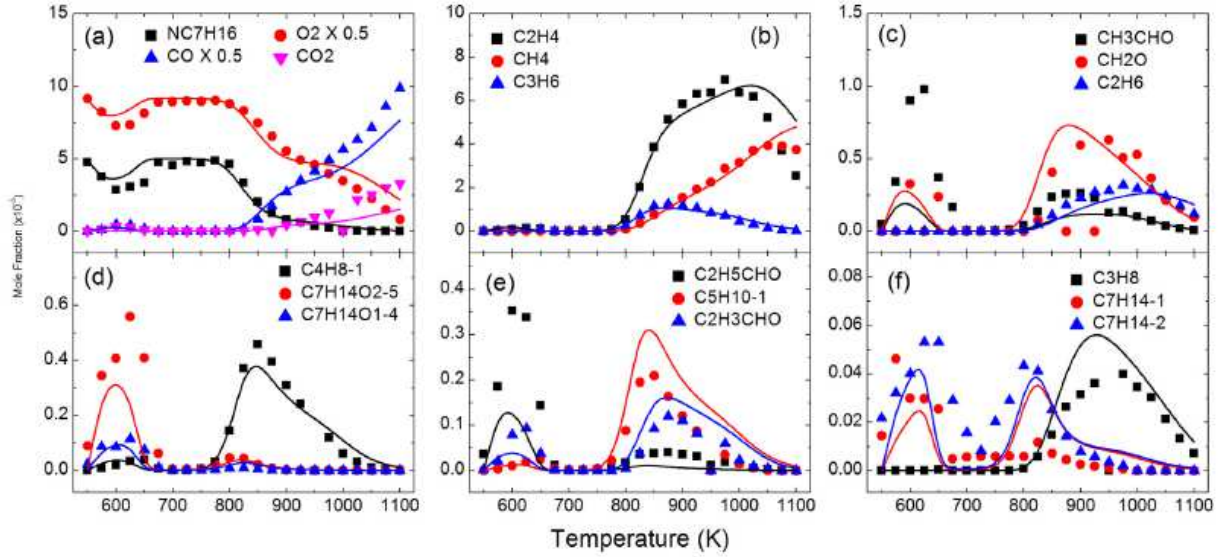 (a)
NC7H16
O2 X 0.5
CO X 0.5
CO2
15
10
5
0
(b)
C2H4
CH4
C3H6
10
8
6
4
2
0
(c)
CH3CHO
CH2O
C2H6
1.5
1.0
0.5
0.0
Mole Fraction (x10⁻³)
(d)
C4H8-1
C7H14O2-5
C7H14O1-4
0.6
0.4
0.2
0.0
600 700 800 900 1000 1100
(e)
C2H5CHO
C5H10-1
C2H3CHO
0.4
0.3
0.2
0.1
0.0
600 700 800 900 1000 1100
(f)
C3H8
C7H14-1
C7H14-2
0.08
0.06
0.04
0.02
0.00
600 700 800 900 1000 1100
Temperature (K)